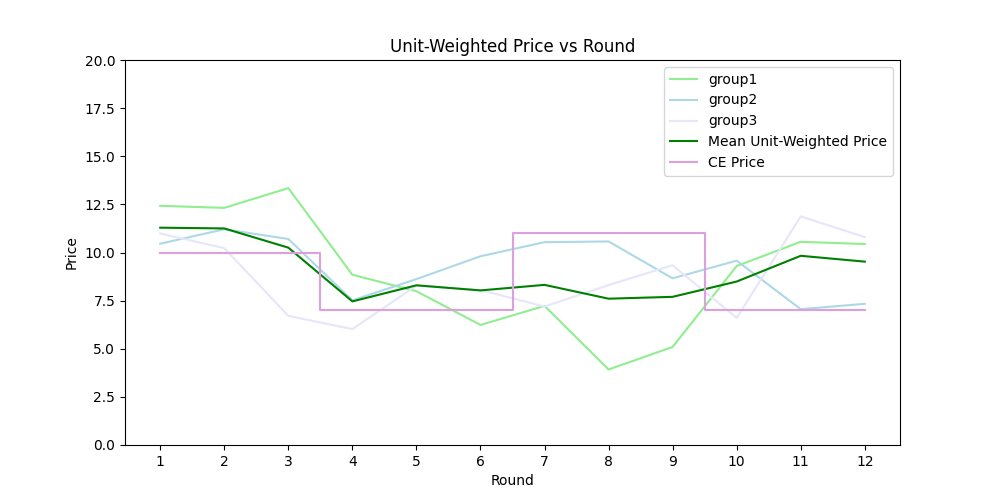 Unit-Weighted Price vs Round
20.0
17.5
15.0
12.5
10.0
7.5
5.0
2.5
0.0
Price
group1
group2
group3
Mean Unit-Weighted Price
CE Price
1 2 3 4 5 6 7 8 9 10 11 12
Round